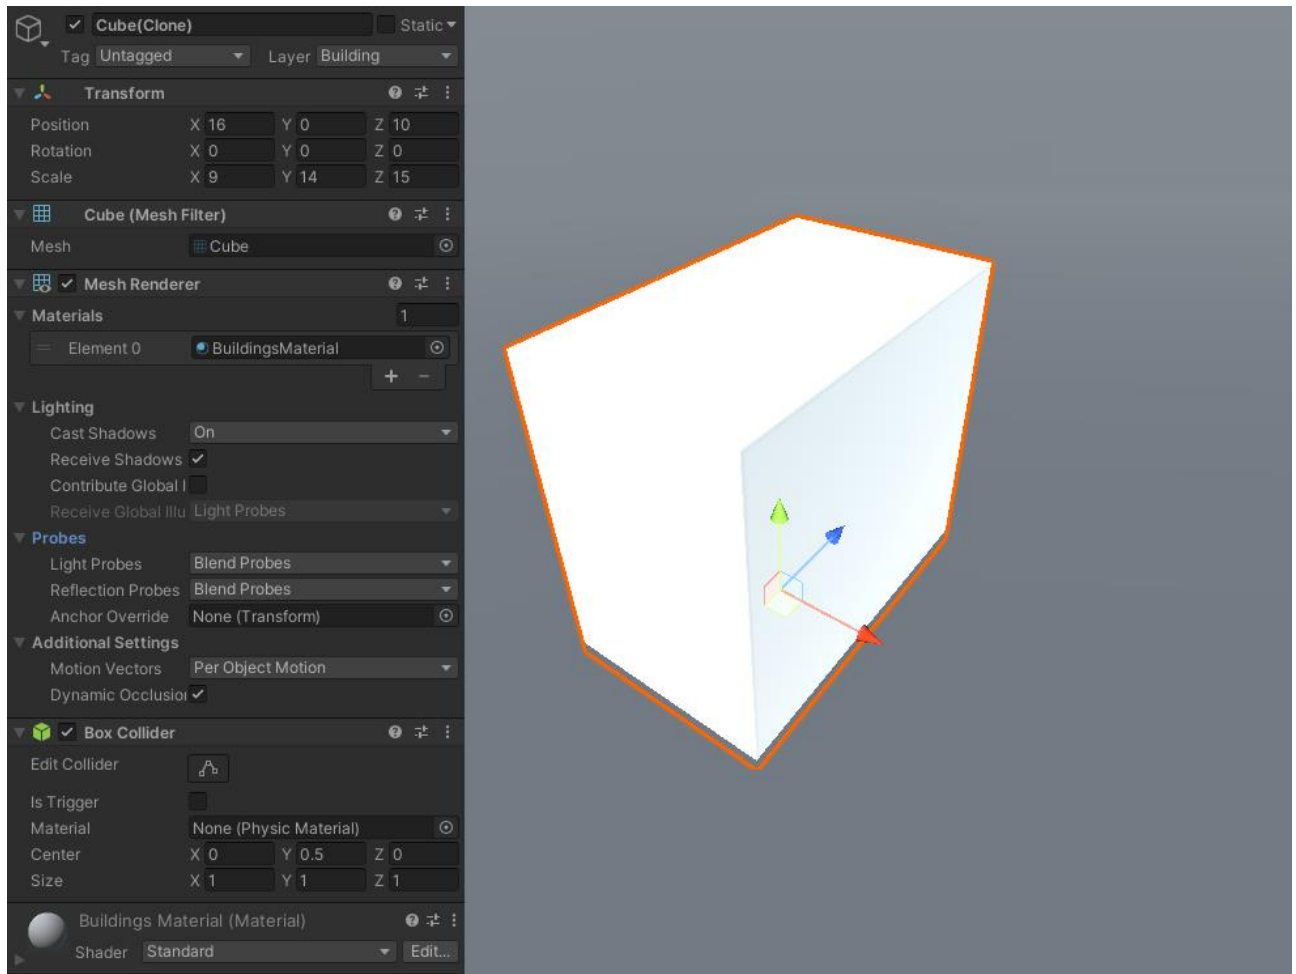 Cube(Clone) Static
Tag Untagged Layer Building
Transform
Position X 16 Y 0 Z 10
Rotation X 0 Y 0 Z 0
Scale X 9 Y 14 Z 15
Cube (Mesh Filter)
Mesh Cube
Mesh Renderer
Materials 1
Element 0 BuildingsMaterial
+ −
Lighting
Cast Shadows On
Receive Shadows
Contribute Global I
Receive Global Illu Light Probes
Probes
Light Probes Blend Probes
Reflection Probes Blend Probes
Anchor Override None (Transform)
Additional Settings
Motion Vectors Per Object Motion
Dynamic Occlusion
Box Collider
Edit Collider
Is Trigger
Material None (Physic Material)
Center X 0 Y 0.5 Z 0
Size X 1 Y 1 Z 1
Buildings Material (Material)
Shader Standard Edit...